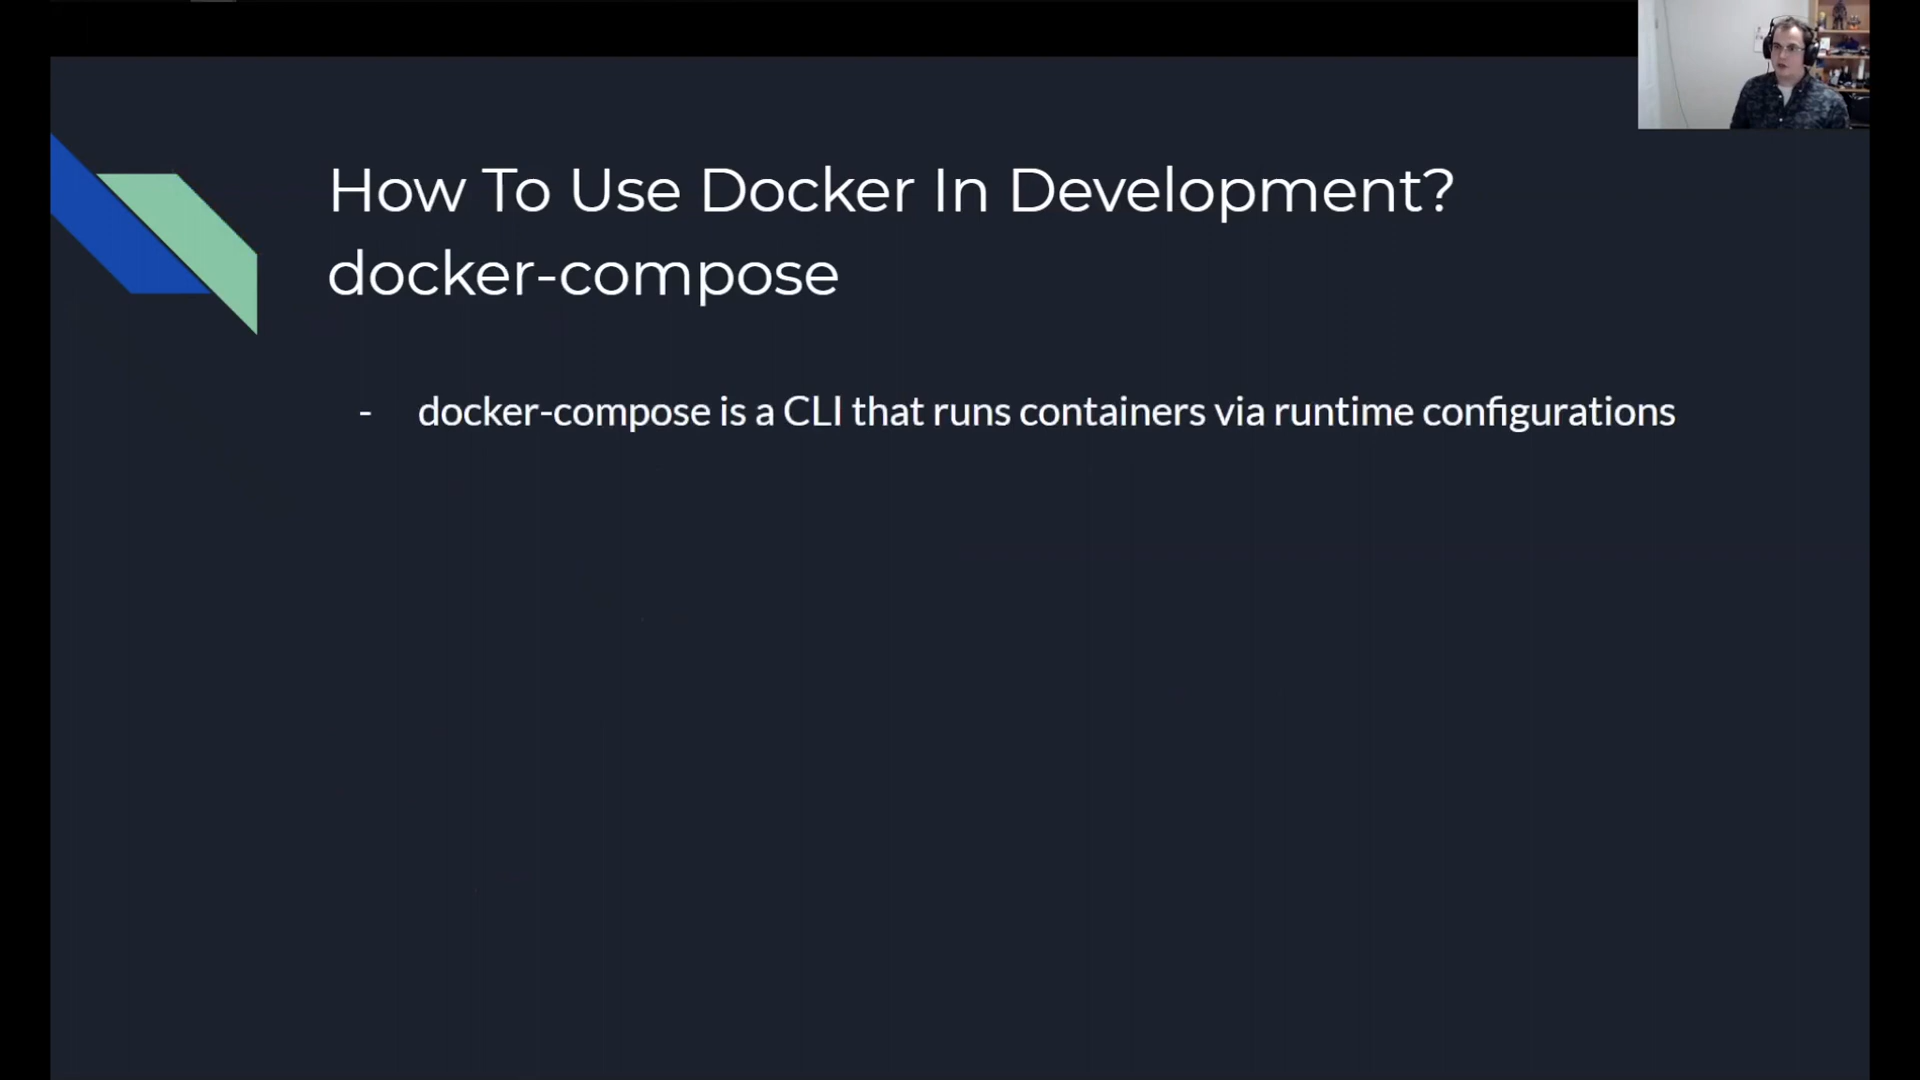 How To Use Docker In Development?
docker-compose
- docker-compose is a CLI that runs containers via runtime configurations